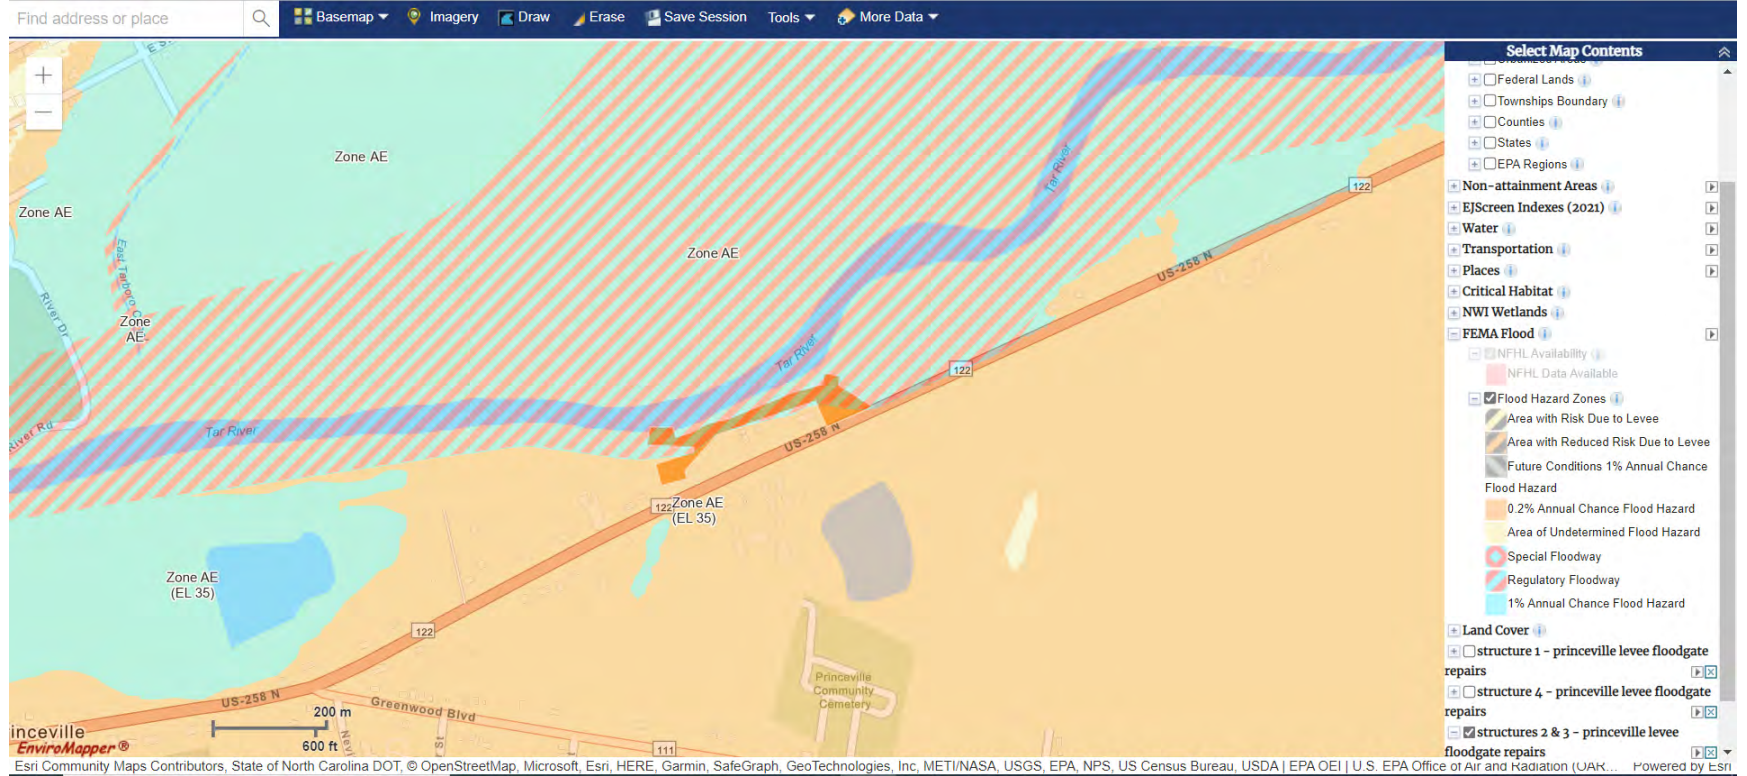 Find address or place
Basemap
Imagery
Draw
Erase
Save Session
Tools
More Data
Select Map Contents
Urbanized Areas
Federal Lands
Townships Boundary
Counties
States
EPA Regions
Non-attainment Areas
EJScreen Indexes (2021)
Water
Transportation
Places
Critical Habitat
NWI Wetlands
FEMA Flood
NFHL Availability
NFHL Data Available
Flood Hazard Zones
Area with Risk Due to Levee
Area with Reduced Risk Due to Levee
Future Conditions 1% Annual Chance
Flood Hazard
0.2% Annual Chance Flood Hazard
Area of Undetermined Flood Hazard
Special Floodway
Regulatory Floodway
1% Annual Chance Flood Hazard
Land Cover
structure 1 - princeville levee floodgate
repairs
structure 4 - princeville levee floodgate
repairs
structures 2 & 3 - princeville levee
floodgate repairs
Zone AE
Zone AE
Zone AE
Zone
AE
East Tarboro
River Dr
River Rd
Tar River
Tar River
Tar River
122
US-258 N
122
US-258 N
122
Zone AE
(EL 35)
Zone AE
(EL 35)
122
US-258 N
Princeville
Community
Cemetery
Greenwood Blvd
111
200 m
600 ft
inceville
EnviroMapper ®
Esri Community Maps Contributors, State of North Carolina DOT, © OpenStreetMap, Microsoft, Esri, HERE, Garmin, SafeGraph, GeoTechnologies, Inc, METI/NASA, USGS, EPA, NPS, US Census Bureau, USDA | EPA OEI | U.S. EPA Office of Air and Radiation (OAR... Powered by Esri